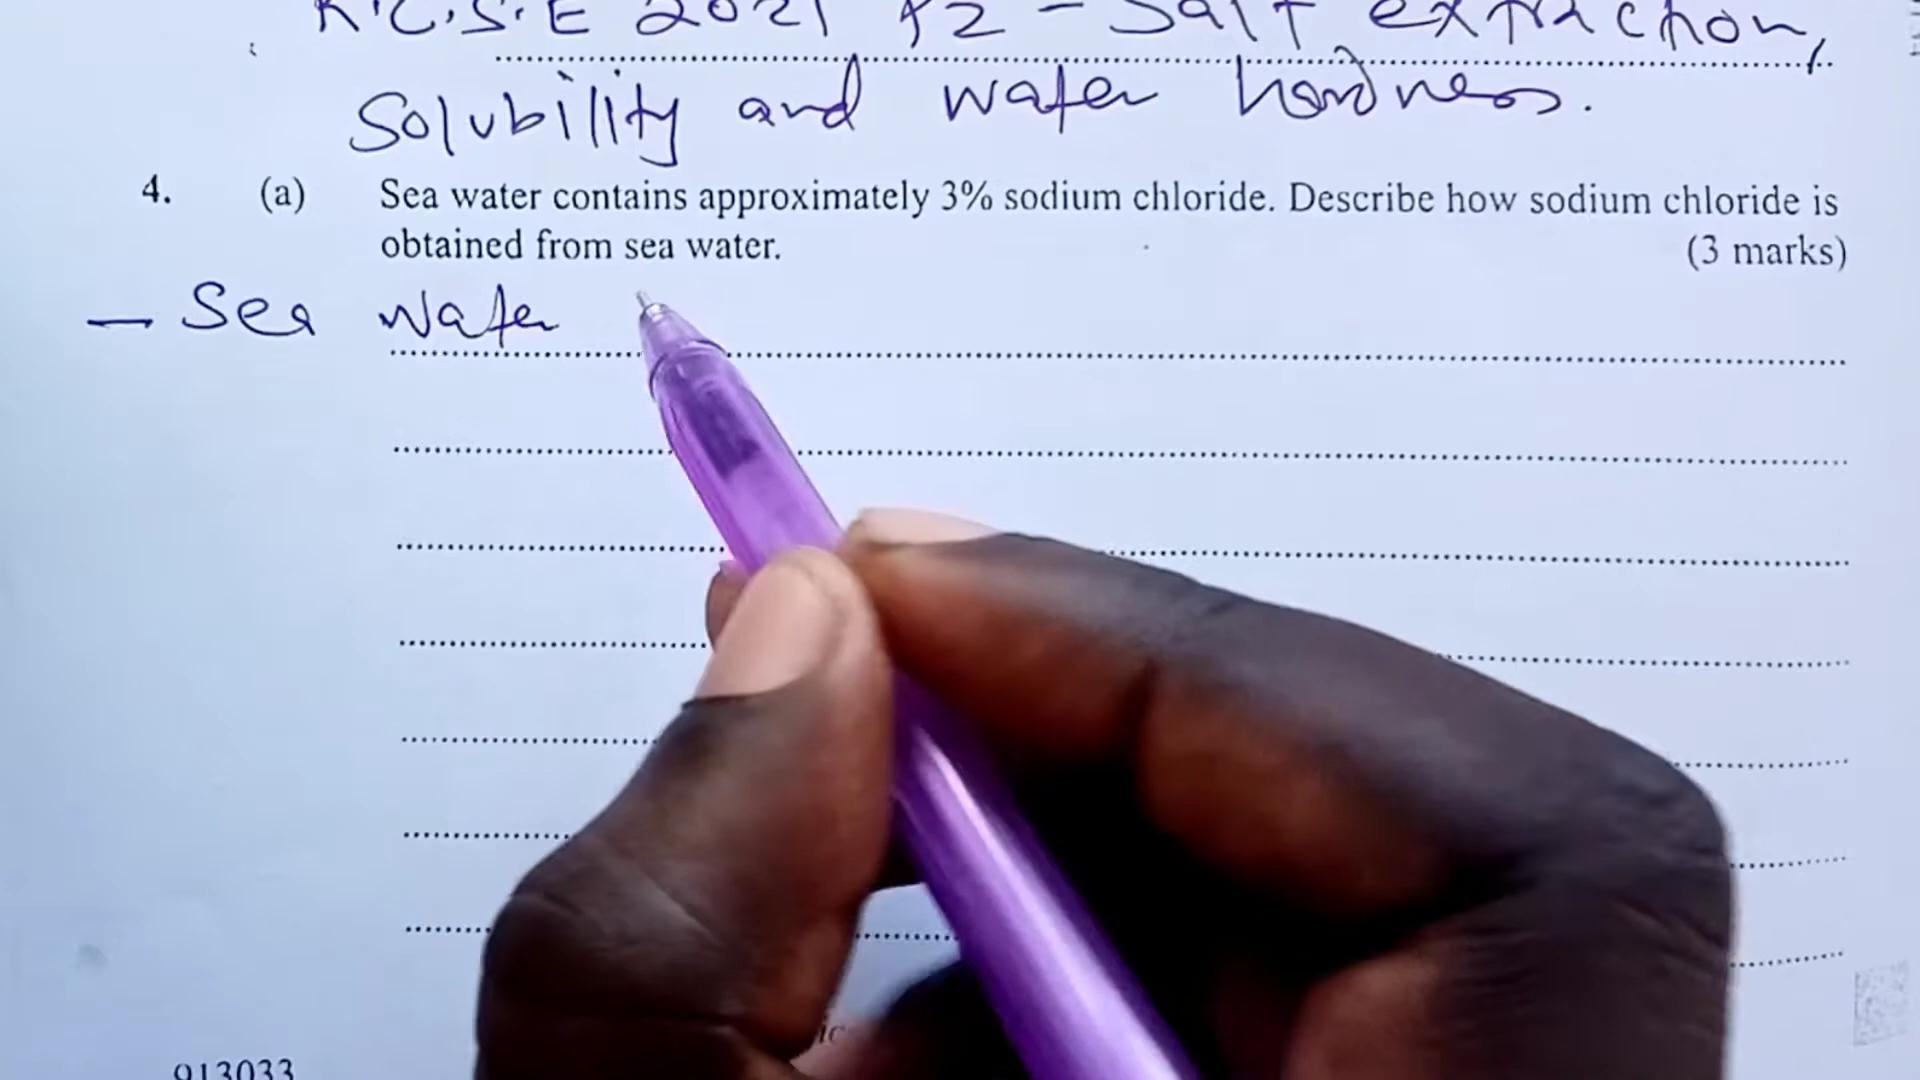 K.C.S.E 2021 P2 - Salt extraction,
Solubility and water hardness.
4. (a) Sea water contains approximately 3% sodium chloride. Describe how sodium chloride is
obtained from sea water. (3 marks)
- Sea water
913033